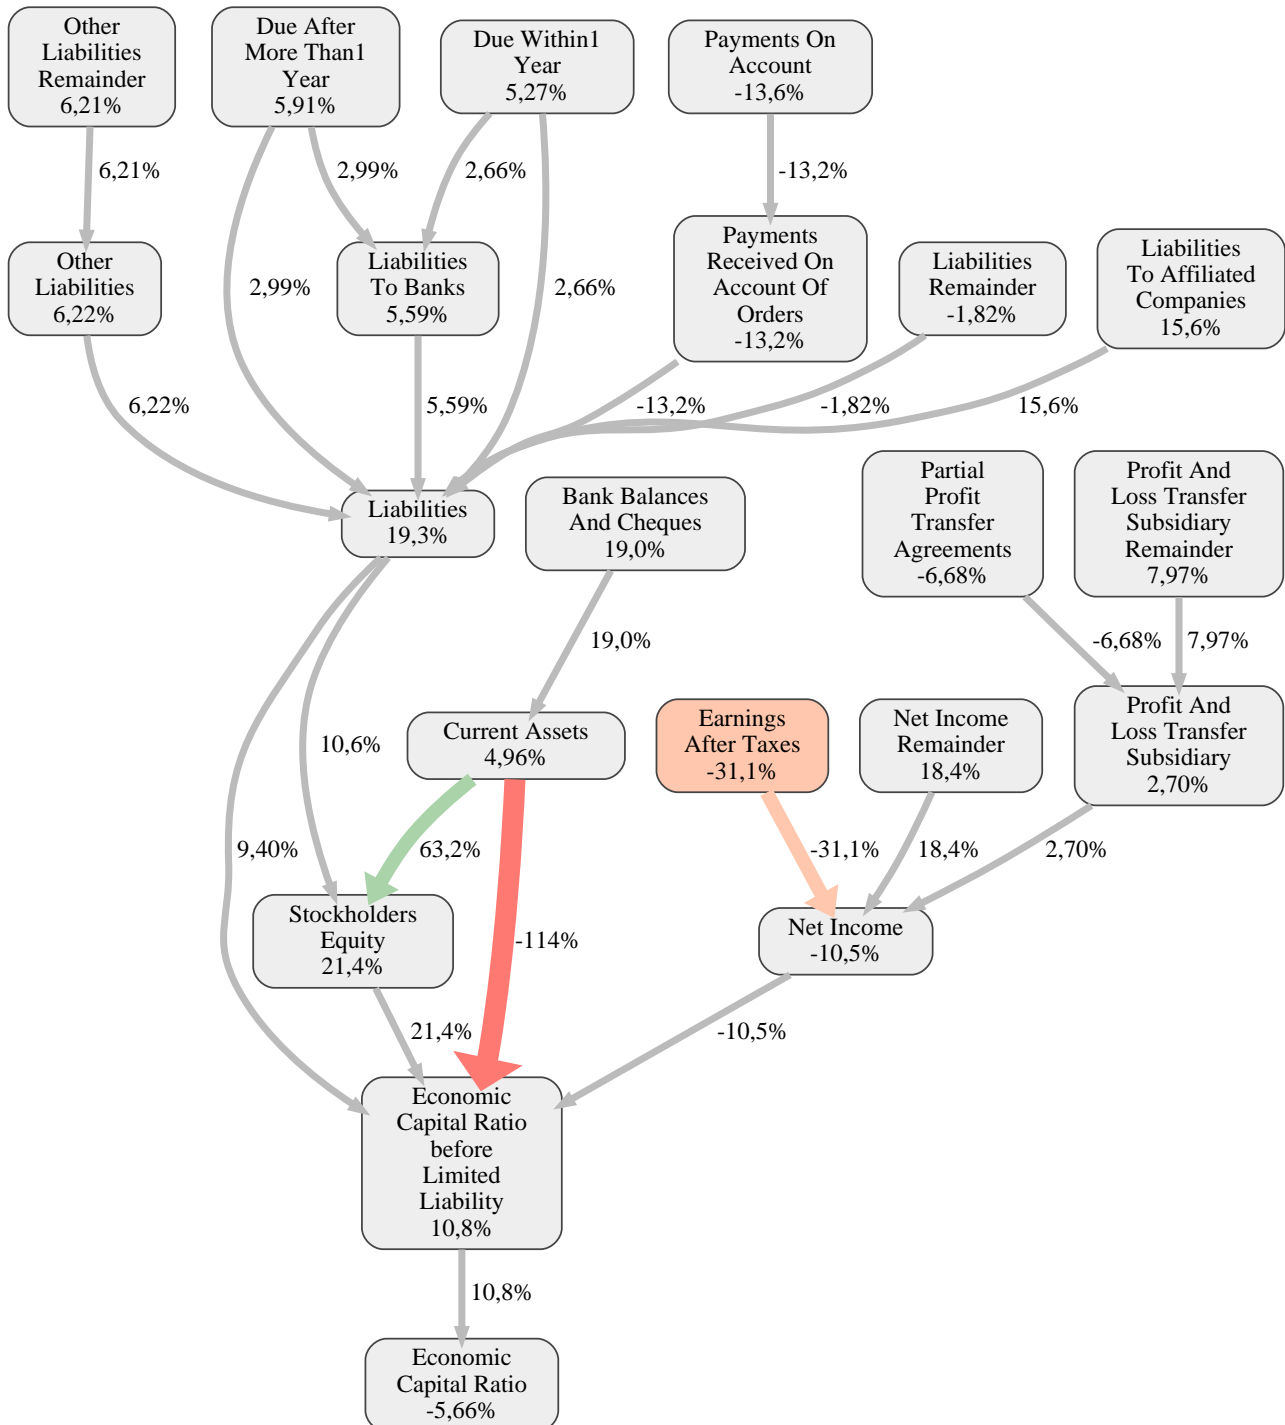 Other
Liabilities
Remainder
6,21%
Due After
More Than1
Year
5,91%
Due Within1
Year
5,27%
Payments On
Account
-13,6%
6,21%
2,99%
2,66%
-13,2%
Other
Liabilities
6,22%
2,99%
Liabilities
To Banks
5,59%
2,66%
Payments
Received On
Account Of
Orders
-13,2%
Liabilities
Remainder
-1,82%
Liabilities
To Affiliated
Companies
15,6%
6,22%
5,59%
-13,2%
-1,82%
15,6%
Liabilities
19,3%
Bank Balances
And Cheques
19,0%
Partial
Profit
Transfer
Agreements
-6,68%
Profit And
Loss Transfer
Subsidiary
Remainder
7,97%
19,0%
-6,68%
7,97%
10,6%
Current Assets
4,96%
Earnings
After Taxes
-31,1%
Net Income
Remainder
18,4%
Profit And
Loss Transfer
Subsidiary
2,70%
9,40%
63,2%
-31,1%
18,4%
2,70%
Stockholders
Equity
21,4%
-114%
Net Income
-10,5%
21,4%
-10,5%
Economic
Capital Ratio
before
Limited
Liability
10,8%
10,8%
Economic
Capital Ratio
-5,66%